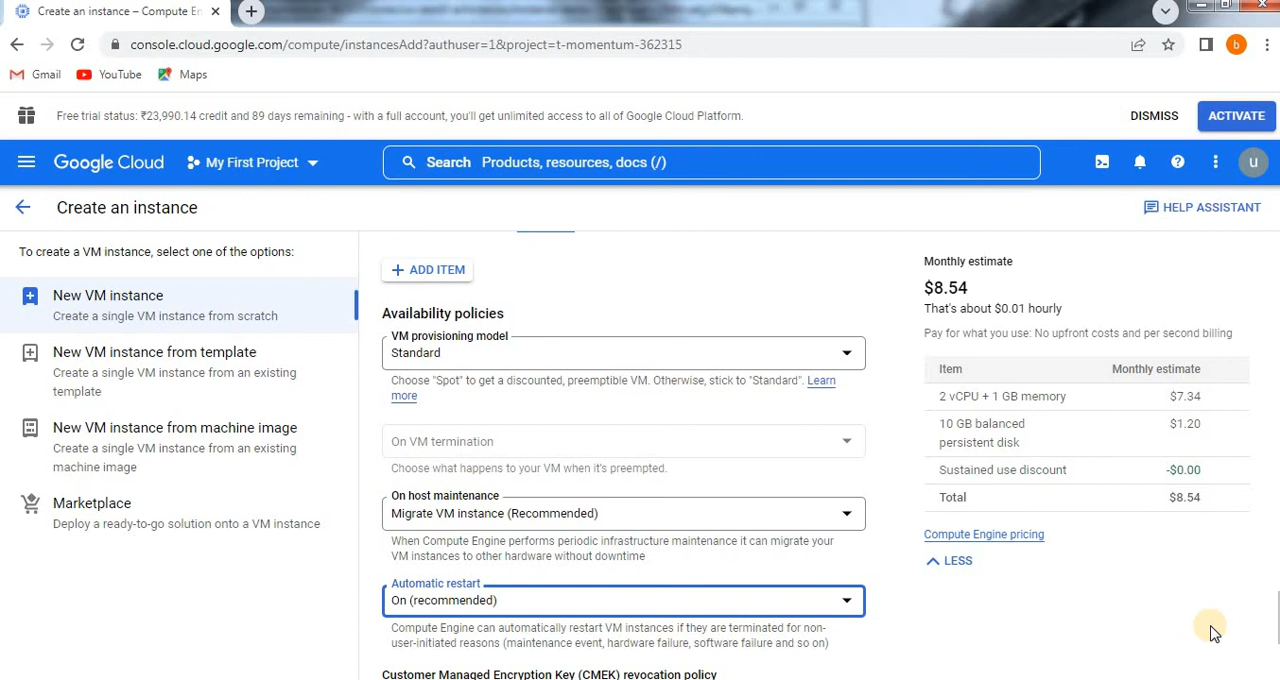 Create an instance – Compute En
console.cloud.google.com/compute/instancesAdd?authuser=1&project=t-momentum-362315
b
Gmail YouTube Maps
Free trial status: ₹23,990.14 credit and 89 days remaining - with a full account, you'll get unlimited access to all of Google Cloud Platform.
DISMISS ACTIVATE
Google Cloud My First Project Search Products, resources, docs (/)
u
Create an instance
HELP ASSISTANT
To create a VM instance, select one of the options:
New VM instance
Create a single VM instance from scratch
New VM instance from template
Create a single VM instance from an existing
template
New VM instance from machine image
Create a single VM instance from an existing
machine image
Marketplace
Deploy a ready-to-go solution onto a VM instance
ADD ITEM
Availability policies
VM provisioning model
Standard
Choose "Spot" to get a discounted, preemptible VM. Otherwise, stick to "Standard". Learn
more
On VM termination
Choose what happens to your VM when it's preempted.
On host maintenance
Migrate VM instance (Recommended)
When Compute Engine performs periodic infrastructure maintenance it can migrate your
VM instances to other hardware without downtime
Automatic restart
On (recommended)
Compute Engine can automatically restart VM instances if they are terminated for non-
user-initiated reasons (maintenance event, hardware failure, software failure and so on)
Customer Managed Encryption Key (CMEK) revocation policy
Monthly estimate
$8.54
That's about $0.01 hourly
Pay for what you use: No upfront costs and per second billing
Item Monthly estimate
2 vCPU + 1 GB memory $7.34
10 GB balanced $1.20
persistent disk
Sustained use discount -$0.00
Total $8.54
Compute Engine pricing
LESS